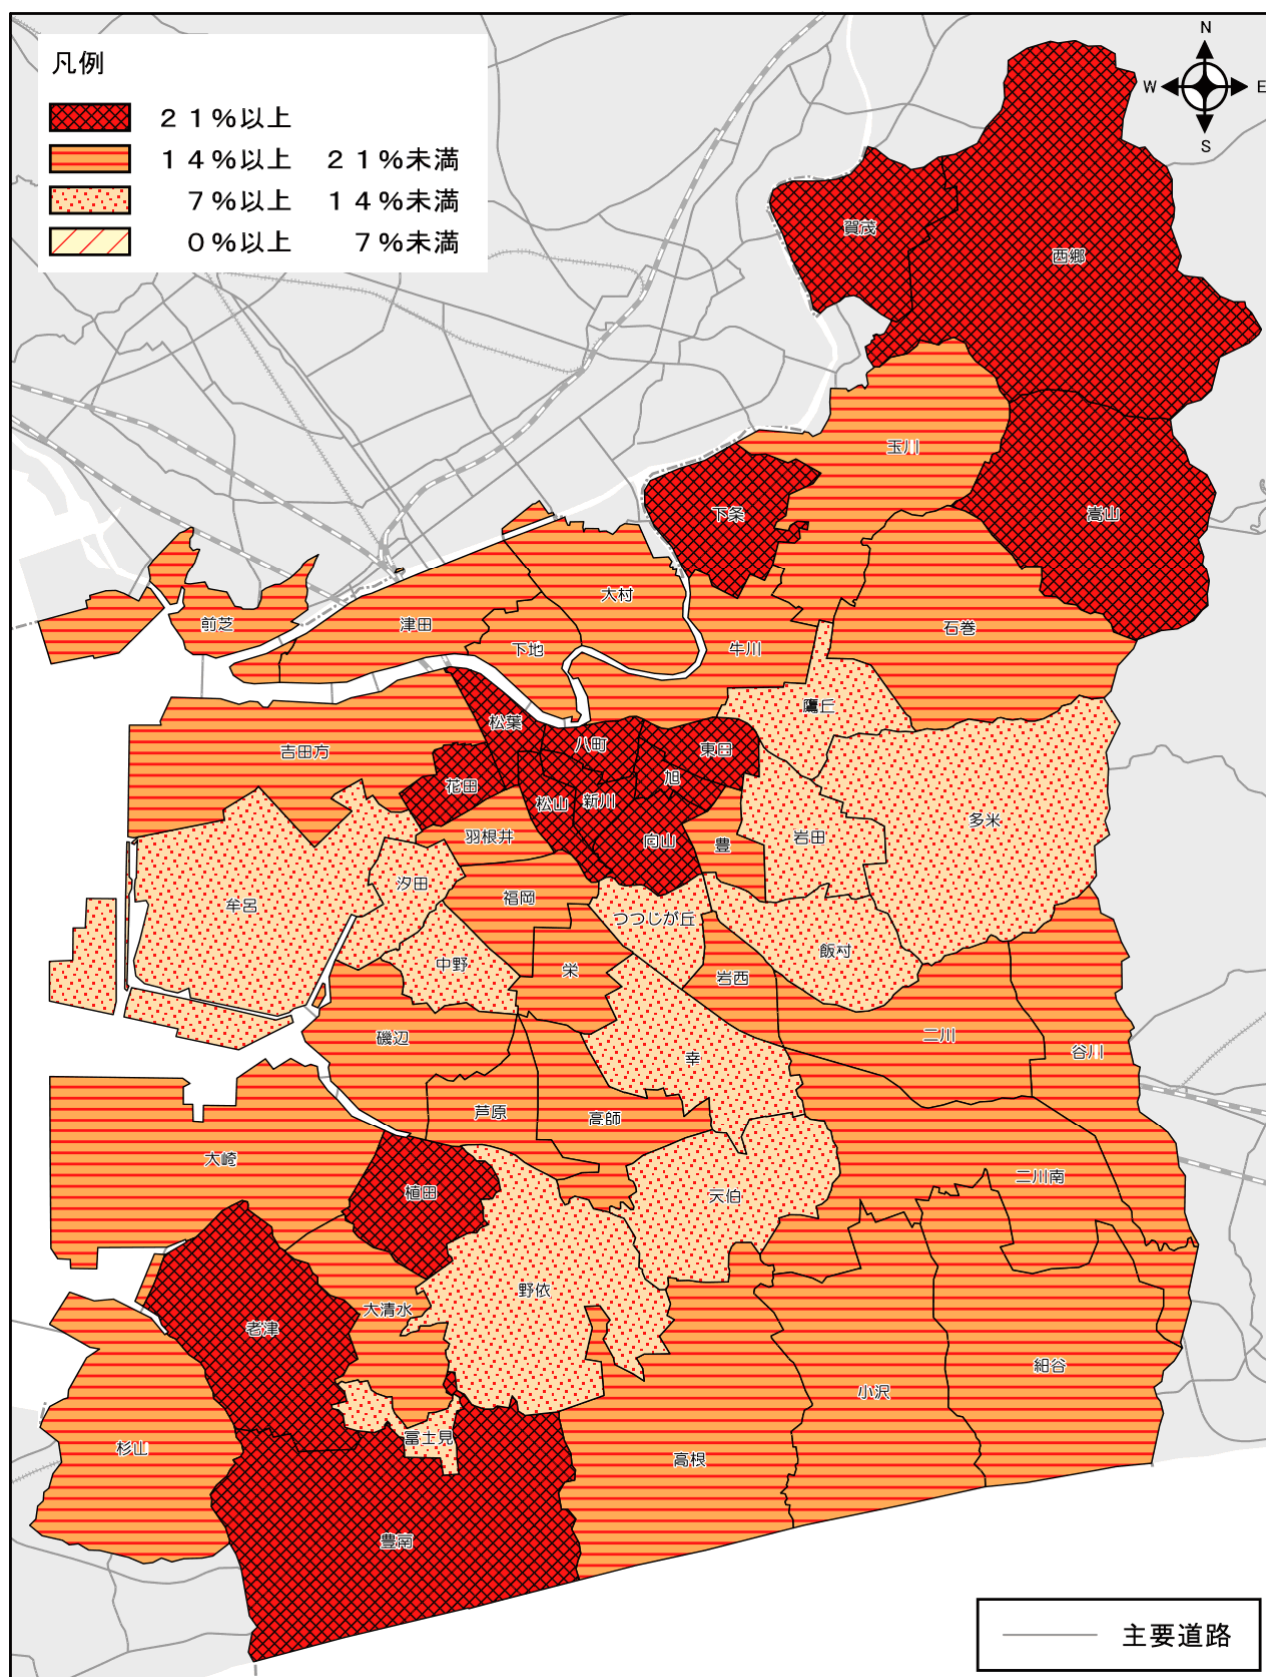 凡例
２１％以上
１４％以上　２１％未満
７％以上　１４％未満
０％以上　７％未満
N
W
E
S
賀茂
西郷
玉川
下条
嵩山
大村
前芝
津田
石巻
下地
牛川
鷹丘
松葉
八町
東田
吉田方
旭
花田
松山
新川
多米
羽根井
向山
豊
岩田
汐田
福岡
牟呂
つつじが丘
飯村
中野
栄
岩西
磯辺
二川
谷川
幸
芦原
高師
大崎
植田
天伯
二川南
野依
大清水
老津
細谷
小沢
富士見
杉山
高根
豊南
主要道路